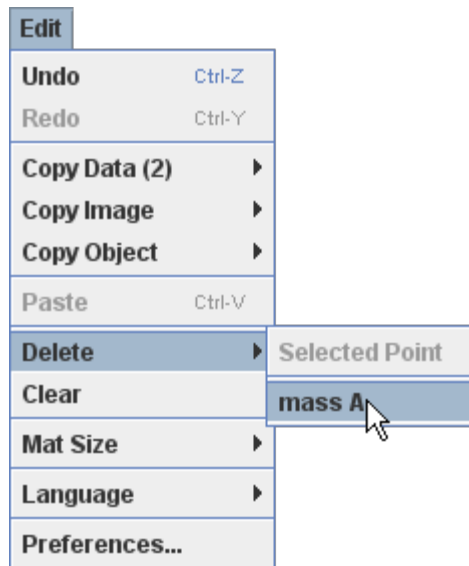 Edit
Undo Ctrl-Z
Redo Ctrl-Y
Copy Data (2)
Copy Image
Copy Object
Paste Ctrl-V
Delete
Selected Point
Clear
mass A
Mat Size
Language
Preferences...